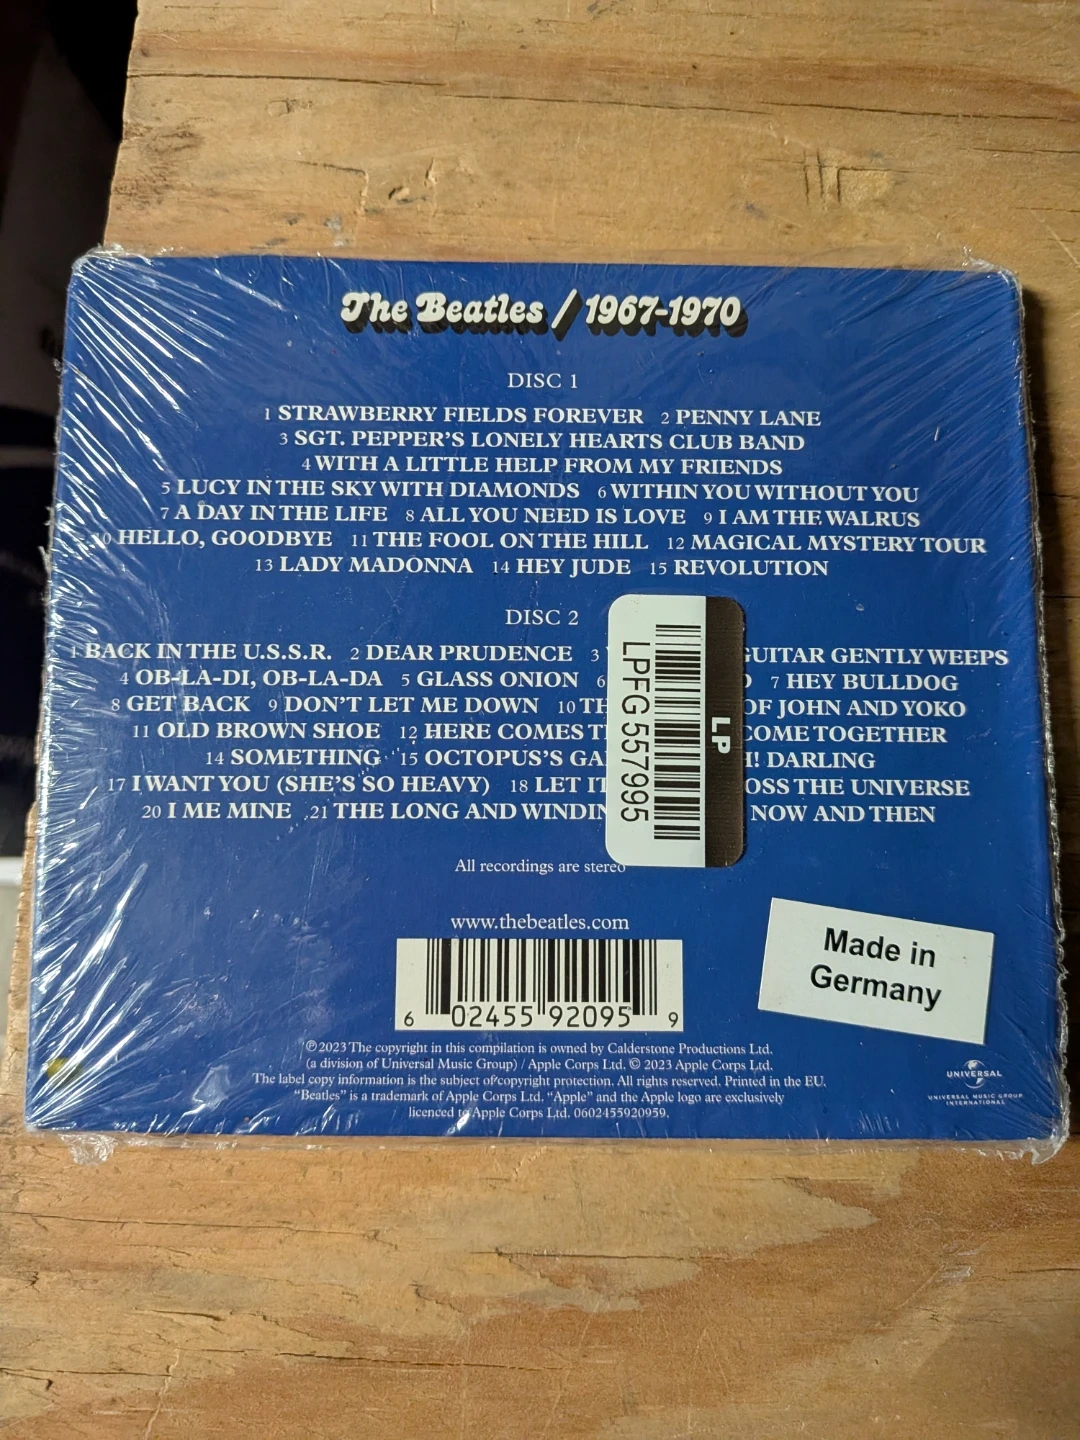 The Beatles / 1967-1970
DISC 1
1 STRAWBERRY FIELDS FOREVER 2 PENNY LANE
3 SGT. PEPPER'S LONELY HEARTS CLUB BAND
4 WITH A LITTLE HELP FROM MY FRIENDS
5 LUCY IN THE SKY WITH DIAMONDS 6 WITHIN YOU WITHOUT YOU
7 A DAY IN THE LIFE 8 ALL YOU NEED IS LOVE 9 I AM THE WALRUS
10 HELLO, GOODBYE 11 THE FOOL ON THE HILL 12 MAGICAL MYSTERY TOUR
13 LADY MADONNA 14 HEY JUDE 15 REVOLUTION
DISC 2
1 BACK IN THE U.S.S.R. 2 DEAR PRUDENCE 3 GUITAR GENTLY WEEPS
4 OB-LA-DI, OB-LA-DA 5 GLASS ONION 6 7 HEY BULLDOG
8 GET BACK 9 DON'T LET ME DOWN 10 OF JOHN AND YOKO
11 OLD BROWN SHOE 12 HERE COMES COME TOGETHER
14 SOMETHING 15 OCTOPUS'S DARLING
17 I WANT YOU (SHE'S SO HEAVY) 18 LET THE UNIVERSE
20 I ME MINE 21 THE LONG AND NOW AND THEN
LP
LPFG557995
All recordings are stereo
www.thebeatles.com
6 02455 92095 9
Made in
Germany
℗ 2023 The copyright in this compilation is owned by Calderstone Productions Ltd.
(a division of Universal Music Group) / Apple Corps Ltd. © 2023 Apple Corps Ltd.
The label copy information is the subject of copyright protection. All rights reserved. Printed in the EU.
"Beatles" is a trademark of Apple Corps Ltd. "Apple" and the Apple logo are exclusively
licenced to Apple Corps Ltd. 0602455920959.
UNIVERSAL
UNIVERSAL MUSIC GROUP
INTERNATIONAL